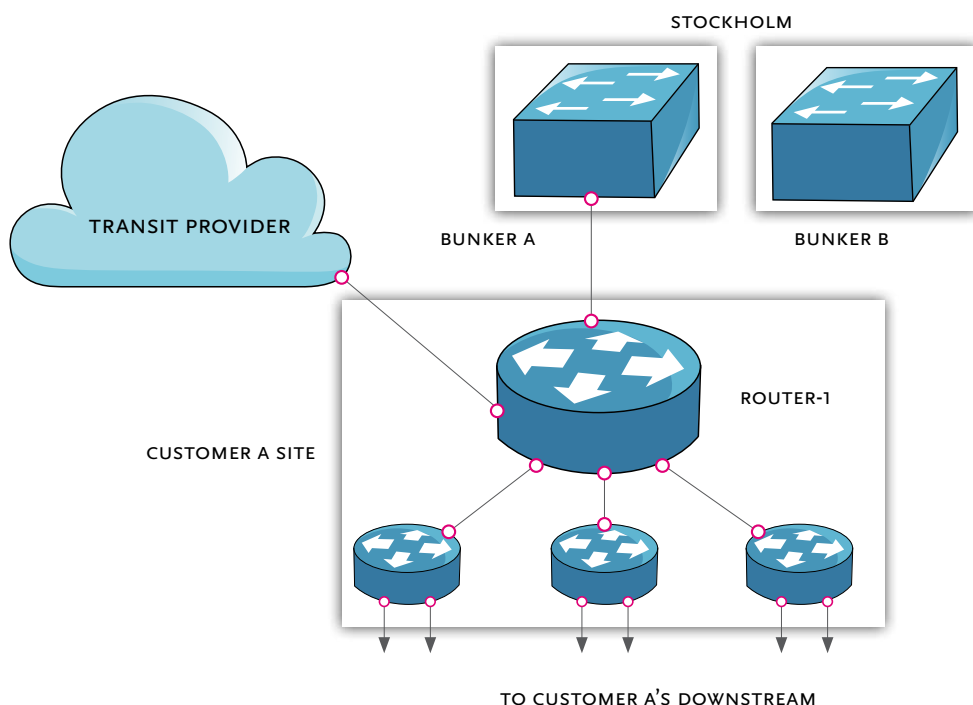 STOCKHOLM
TRANSIT PROVIDER
BUNKER A
BUNKER B
ROUTER-1
CUSTOMER A SITE
TO CUSTOMER A'S DOWNSTREAM